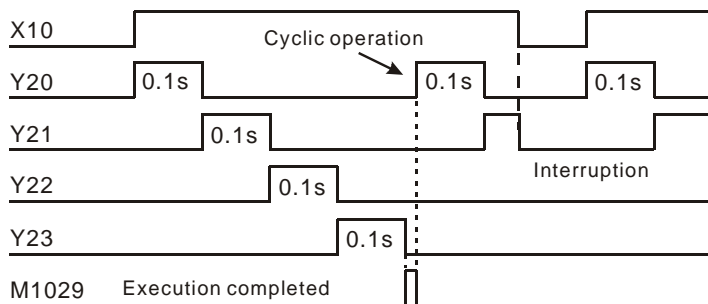 X10
Cyclic operation
Y20
0.1s
0.1s
0.1s
Y21
0.1s
Interruption
Y22
0.1s
Y23
0.1s
M1029
Execution completed